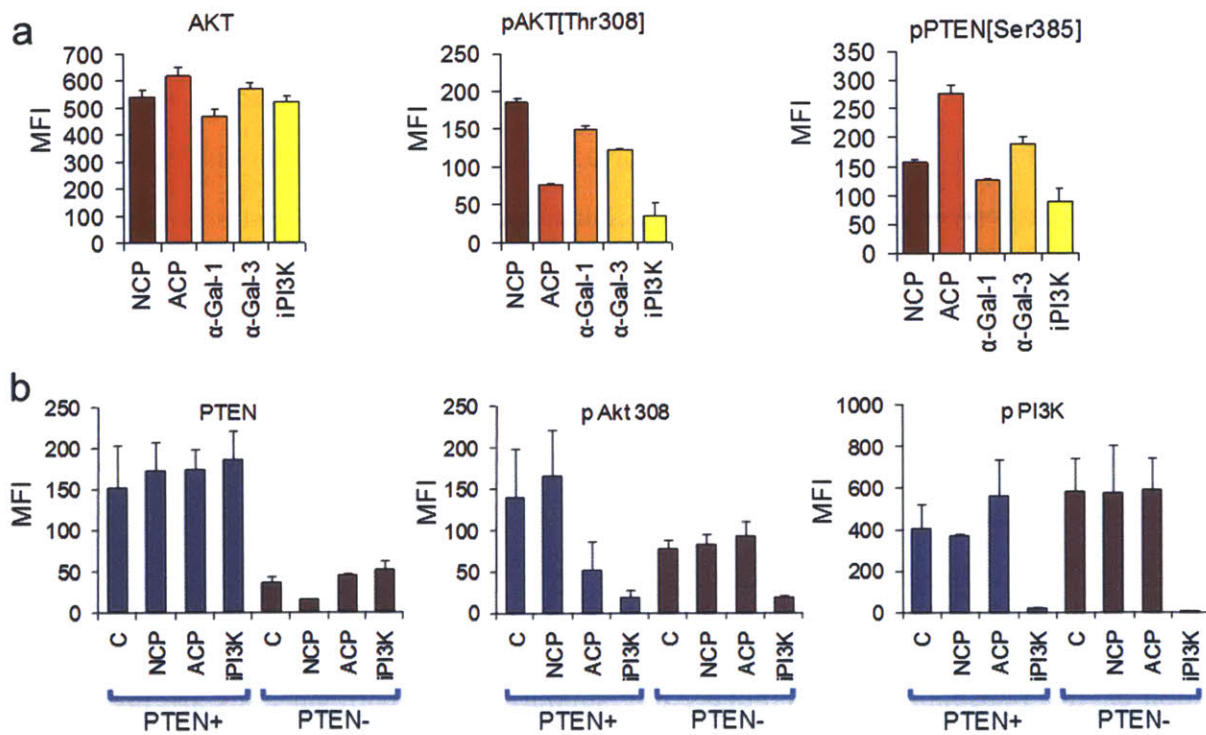 a
AKT
MFI
700
600
500
400
300
200
100
0
NCP
ACP
α-Gal-1
α-Gal-3
iPI3K
pAKT[Thr308]
MFI
250
200
150
100
50
0
NCP
ACP
α-Gal-1
α-Gal-3
iPI3K
pPTEN[Ser385]
MFI
350
300
250
200
150
100
50
0
NCP
ACP
α-Gal-1
α-Gal-3
iPI3K
b
PTEN
MFI
250
200
150
100
50
0
C
NCP
ACP
iPI3K
C
NCP
ACP
iPI3K
PTEN+
PTEN-
p Akt 308
MFI
250
200
150
100
50
0
C
NCP
ACP
iPI3K
C
NCP
ACP
iPI3K
PTEN+
PTEN-
p PI3K
MFI
1000
800
600
400
200
0
C
NCP
ACP
iPI3K
C
NCP
ACP
iPI3K
PTEN+
PTEN-